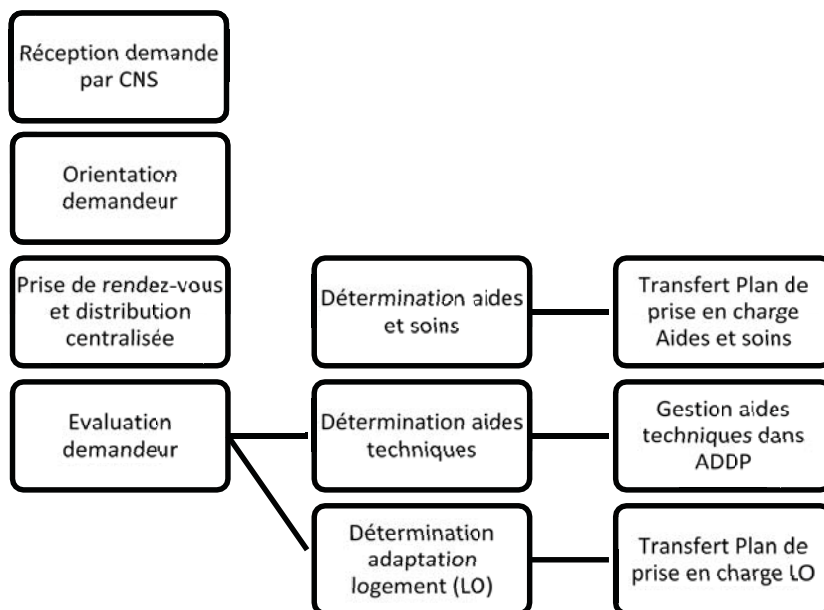 Réception demande
par CNS
Orientation
demandeur
Prise de rendez-vous
et distribution
centralisée
Evaluation
demandeur
Détermination aides
et soins
Détermination aides
techniques
Détermination
adaptation
logement (LO)
Transfert Plan de
prise en charge
Aides et soins
Gestion aides
techniques dans
ADDP
Transfert Plan de
prise en charge LO